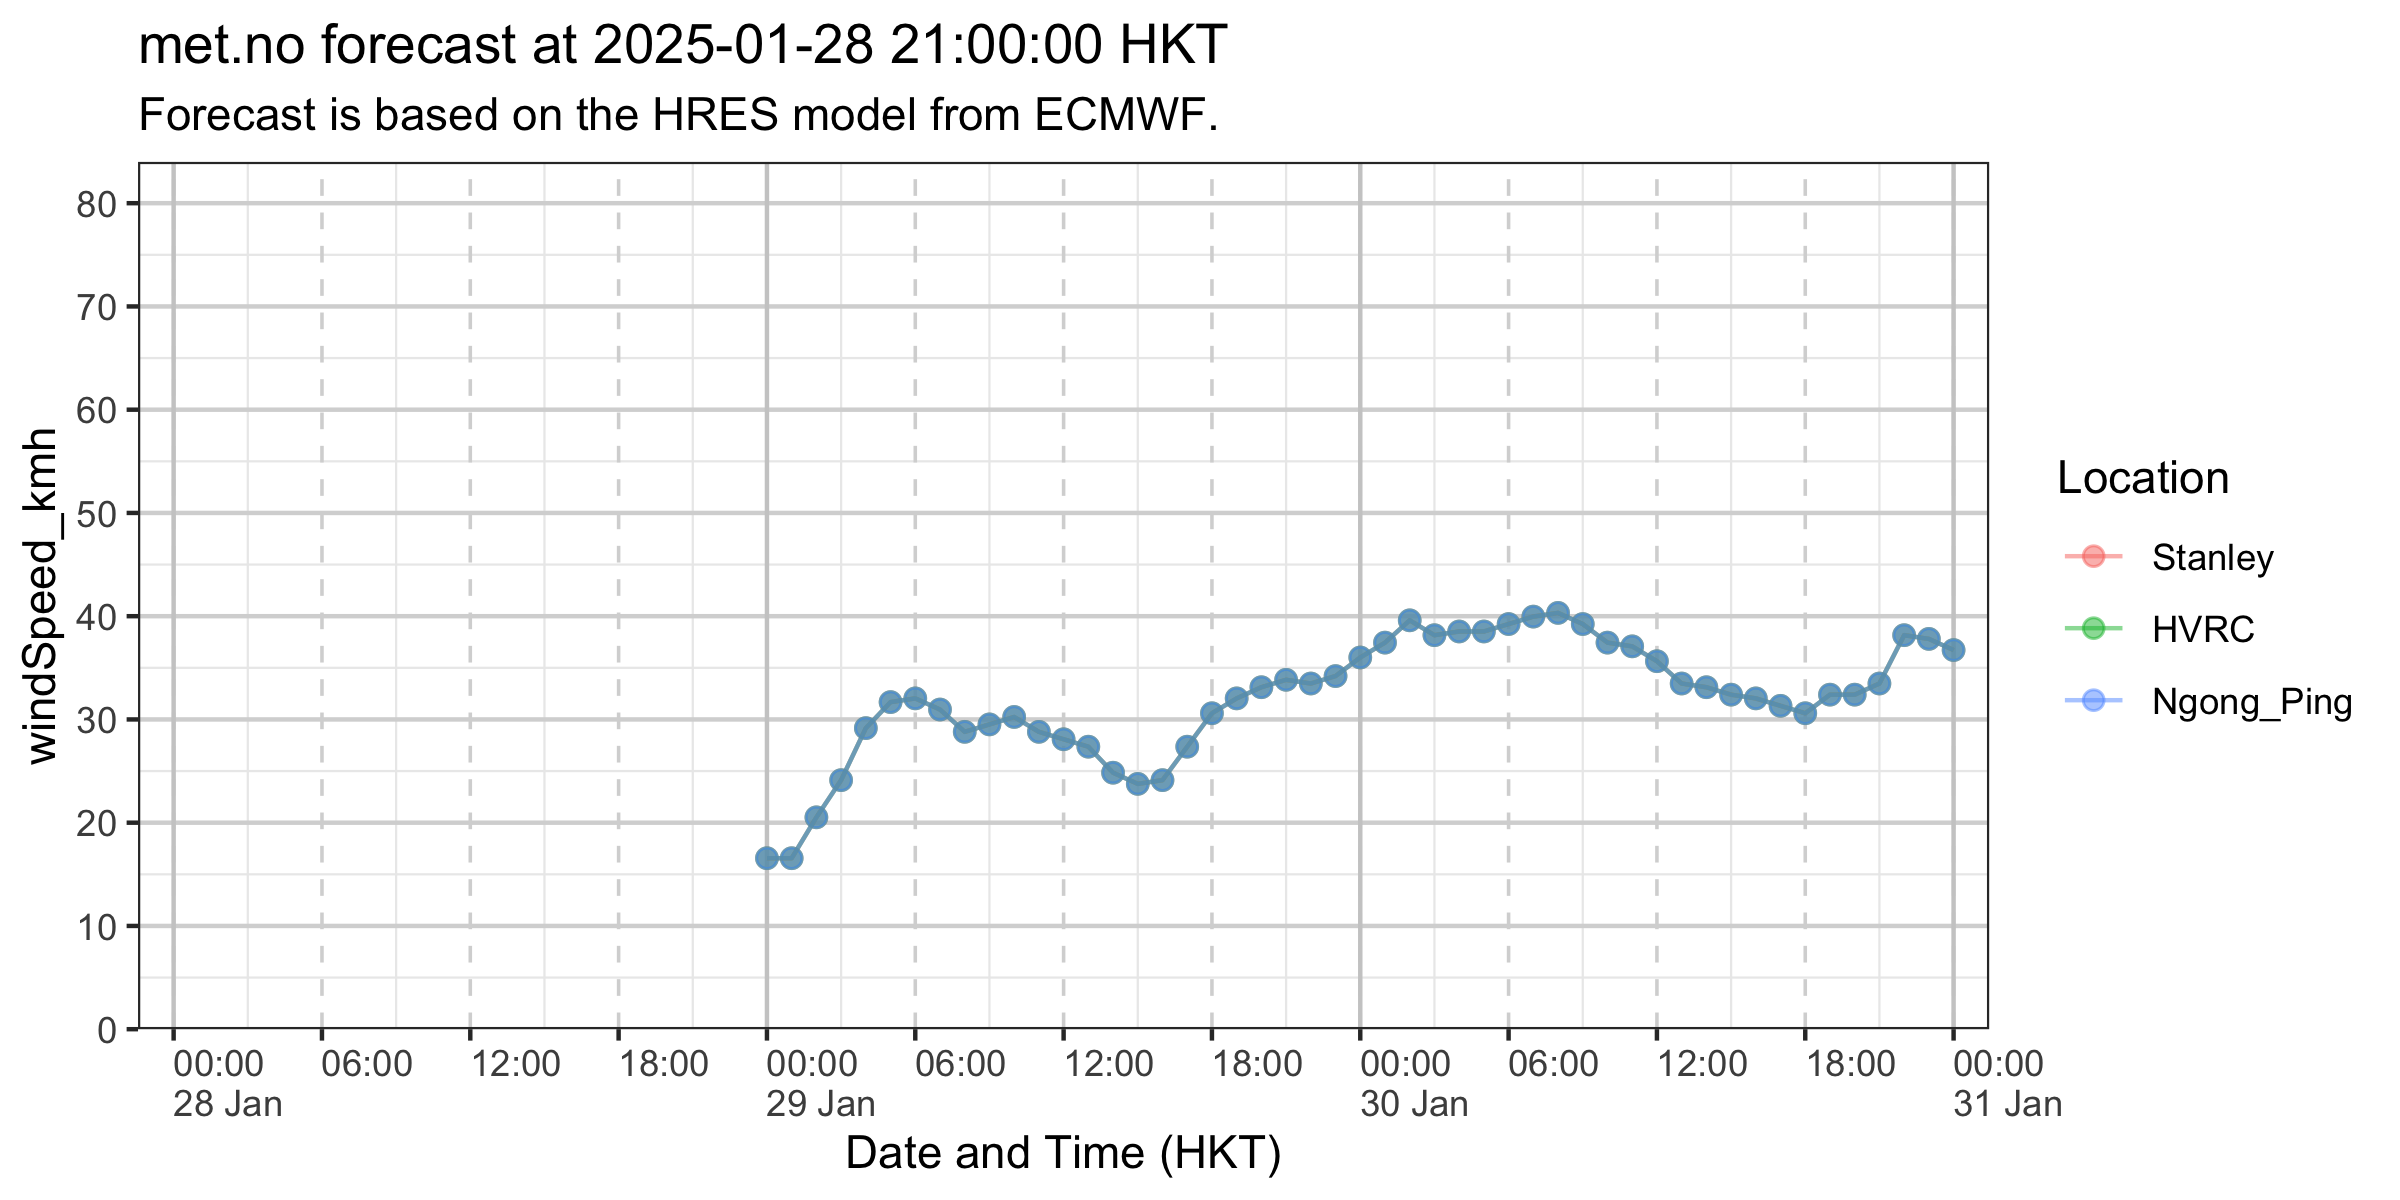 met.no forecast at 2025-01-28 21:00:00 HKT
Forecast is based on the HRES model from ECMWF.
windSpeed_kmh
80
70
60
50
40
30
20
10
0
00:00 06:00 12:00 18:00 00:00 06:00 12:00 18:00 00:00 06:00 12:00 18:00 00:00
28 Jan 29 Jan 30 Jan 31 Jan
Date and Time (HKT)
Location
Stanley
HVRC
Ngong_Ping